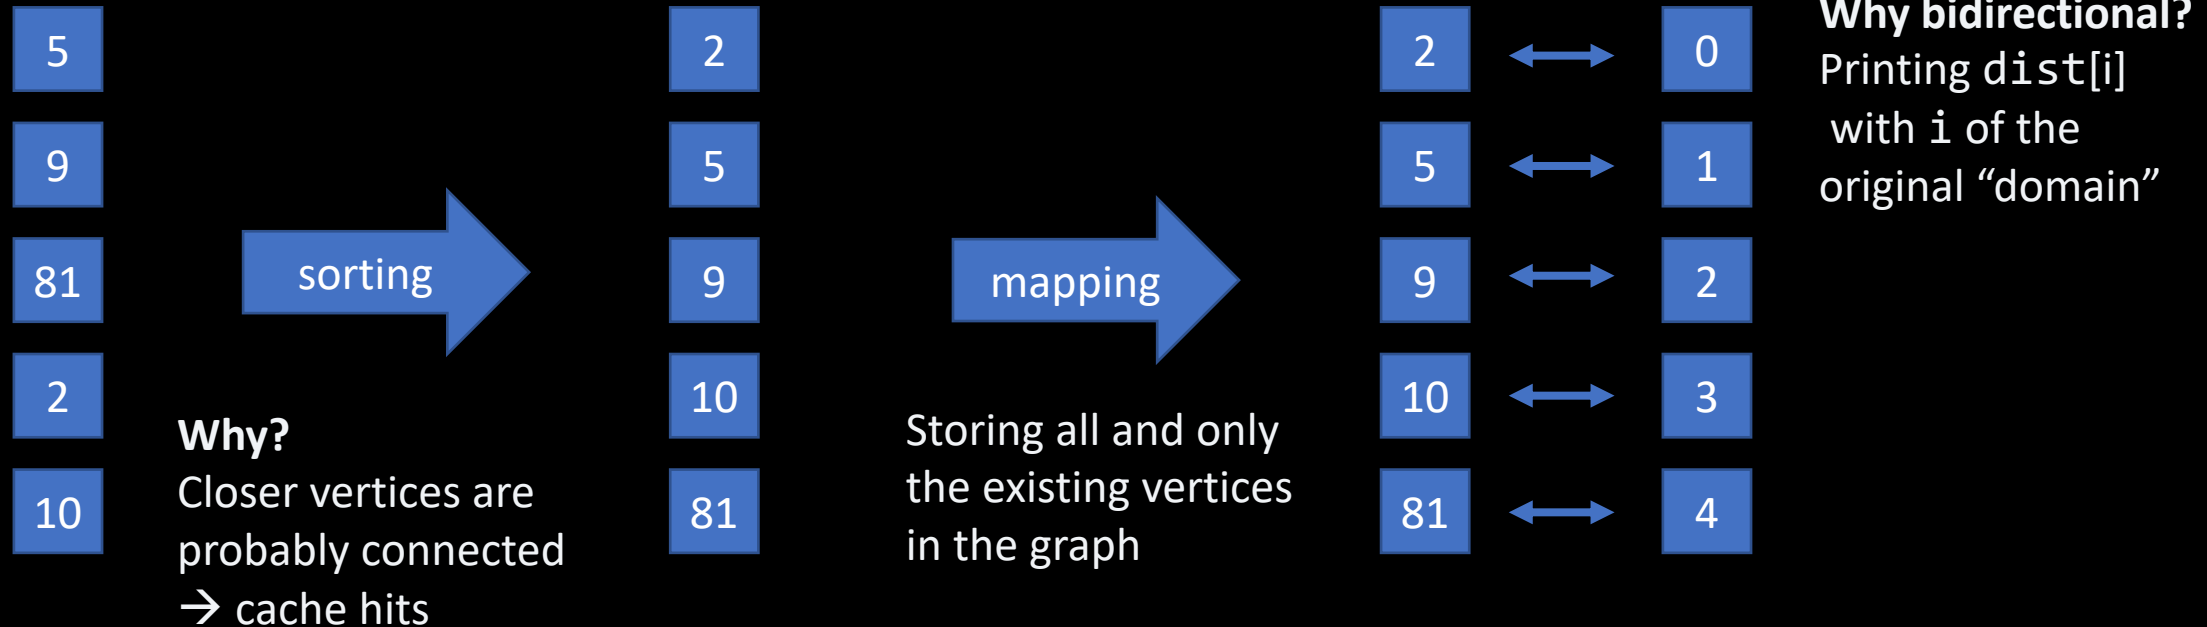 5
9
81
2
10
sorting
Why?
Closer vertices are
probably connected
→ cache hits
2
5
9
10
81
mapping
Storing all and only
the existing vertices
in the graph
2
0
5
1
9
2
10
3
81
4
Why bidirectional?
Printing dist[i]
with i of the
original “domain”